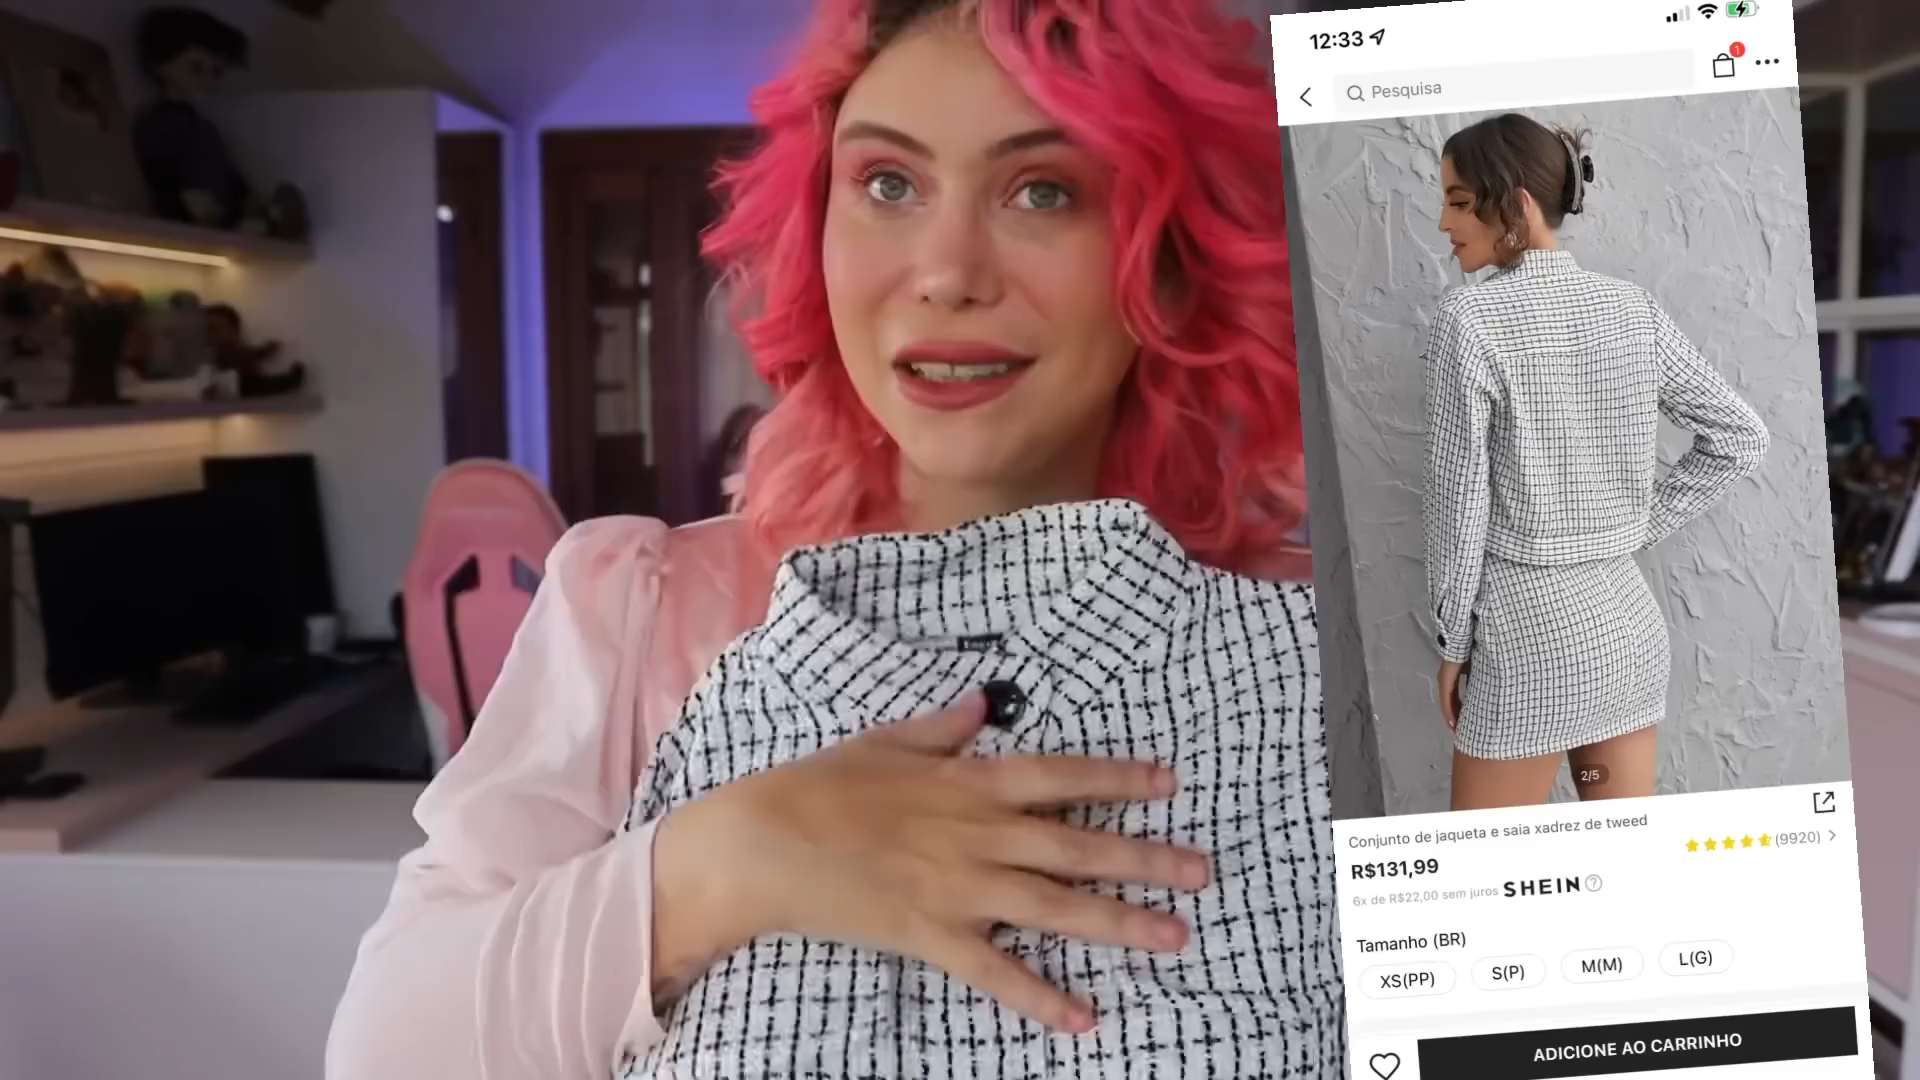 12:33
Pesquisa
1
2/5
Conjunto de jaqueta e saia xadrez de tweed
R$131,99
(9920)
6x de R$22,00 sem juros SHEIN ?
Tamanho (BR)
XS(PP) S(P) M(M) L(G)
ADICIONE AO CARRINHO